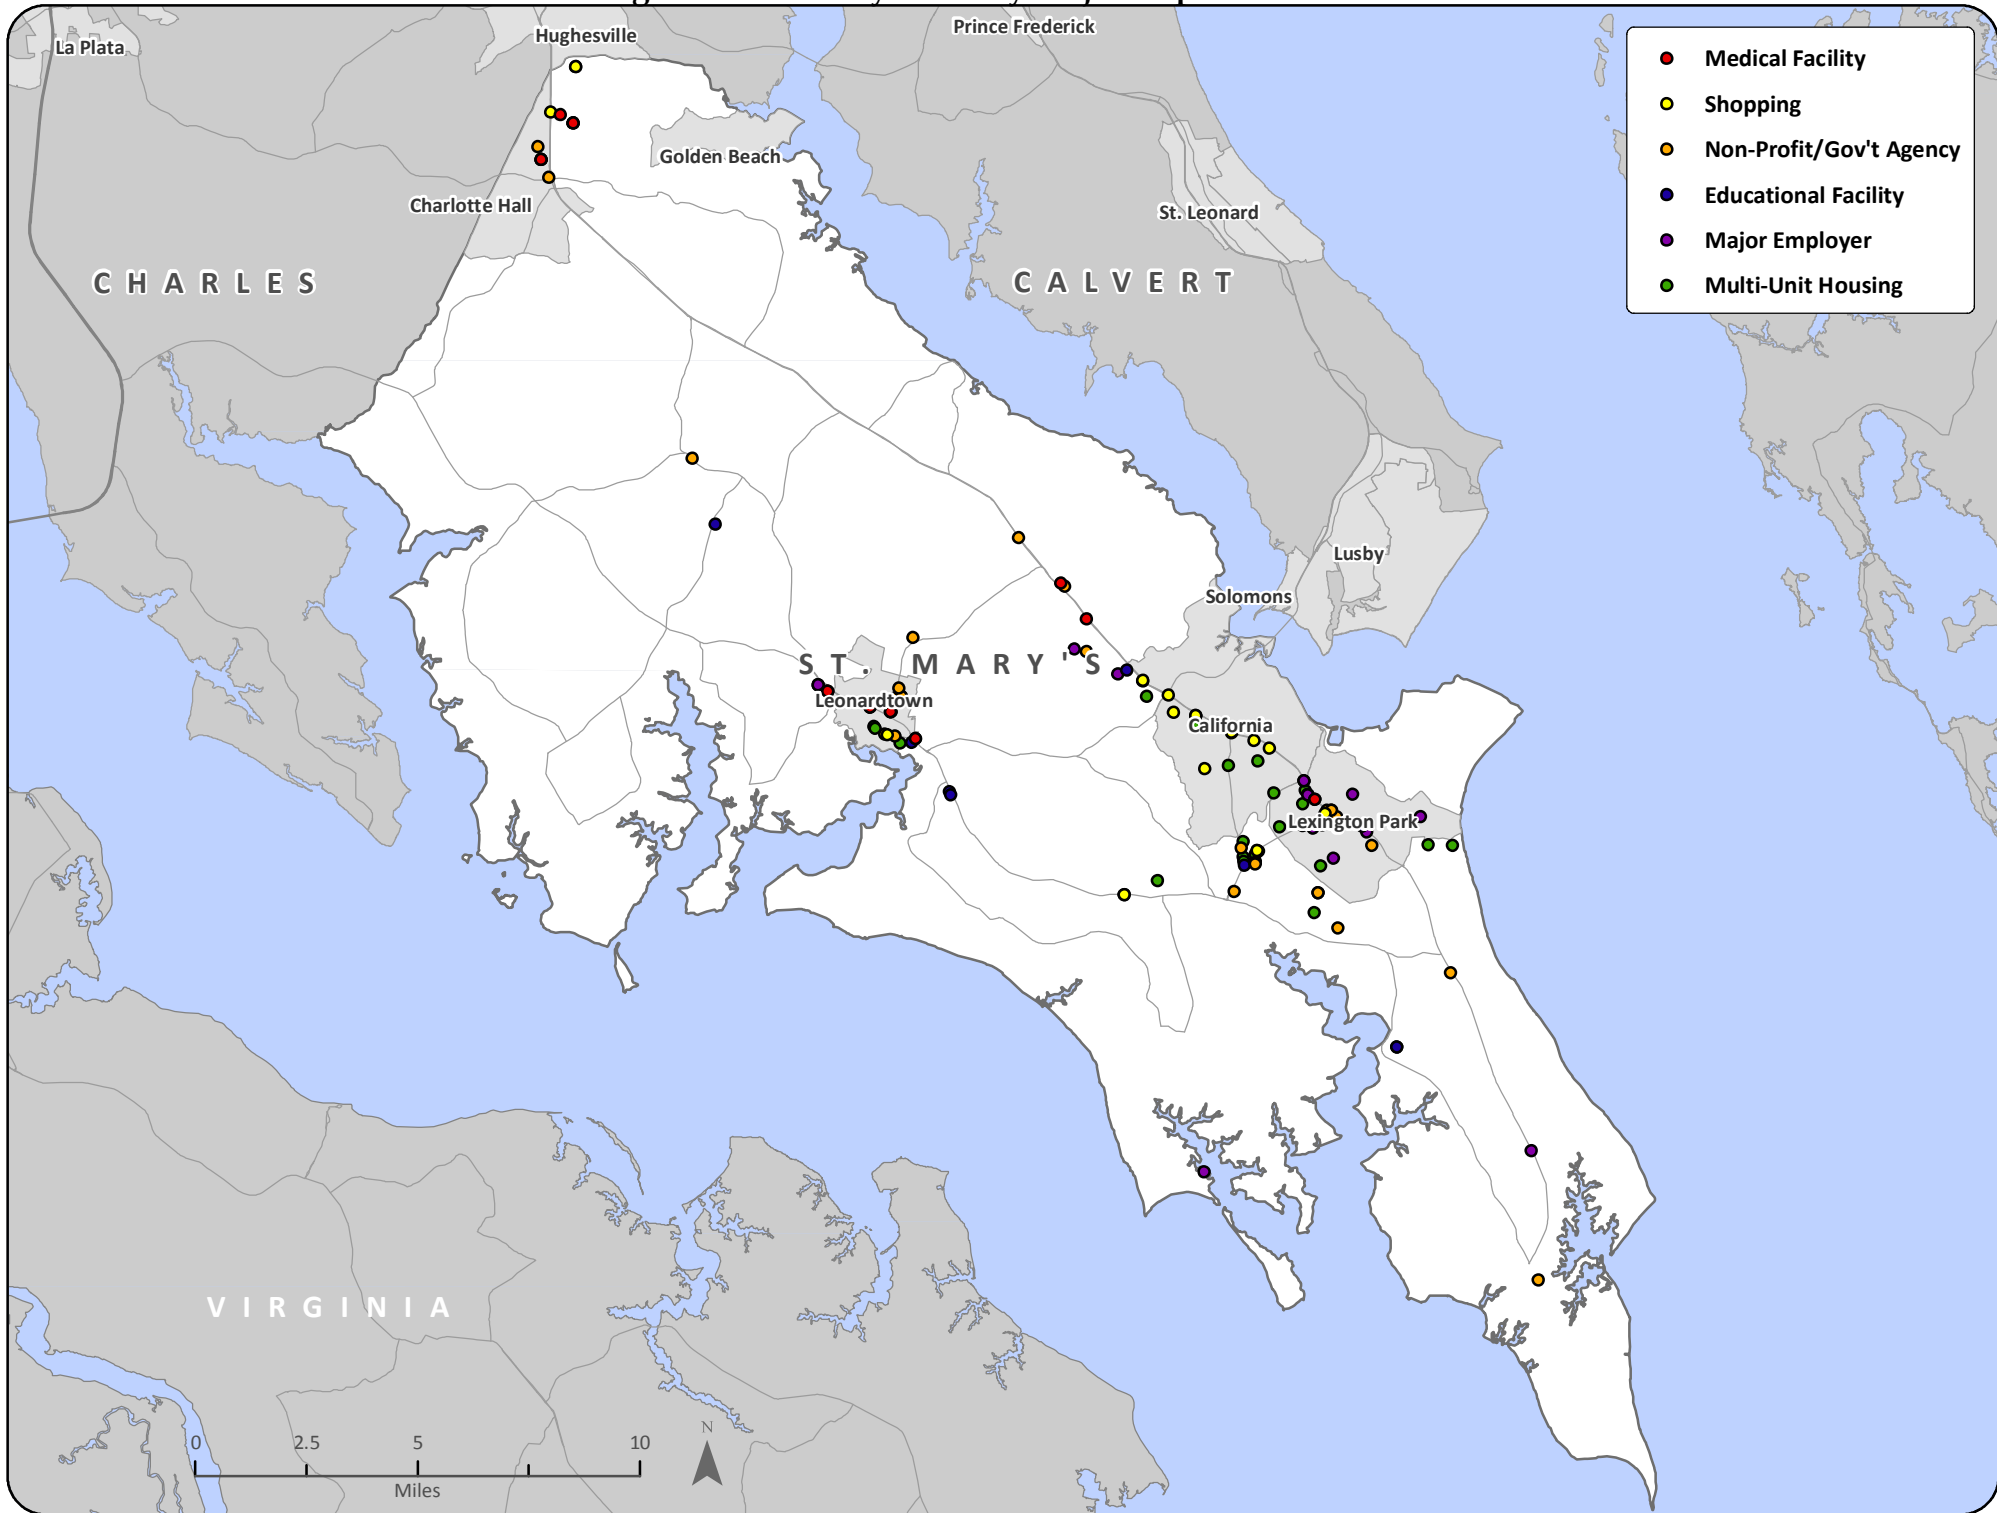 La Plata
Hughesville
Prince Frederick
Medical Facility
Shopping
Non-Profit/Gov't Agency
Educational Facility
Major Employer
Multi-Unit Housing
Golden Beach
Charlotte Hall
St. Leonard
CHARLES
CALVERT
Lusby
Solomons
ST. MARY'S
Leonardtown
California
Lexington Park
VIRGINIA
N
0 2.5 5 10
Miles